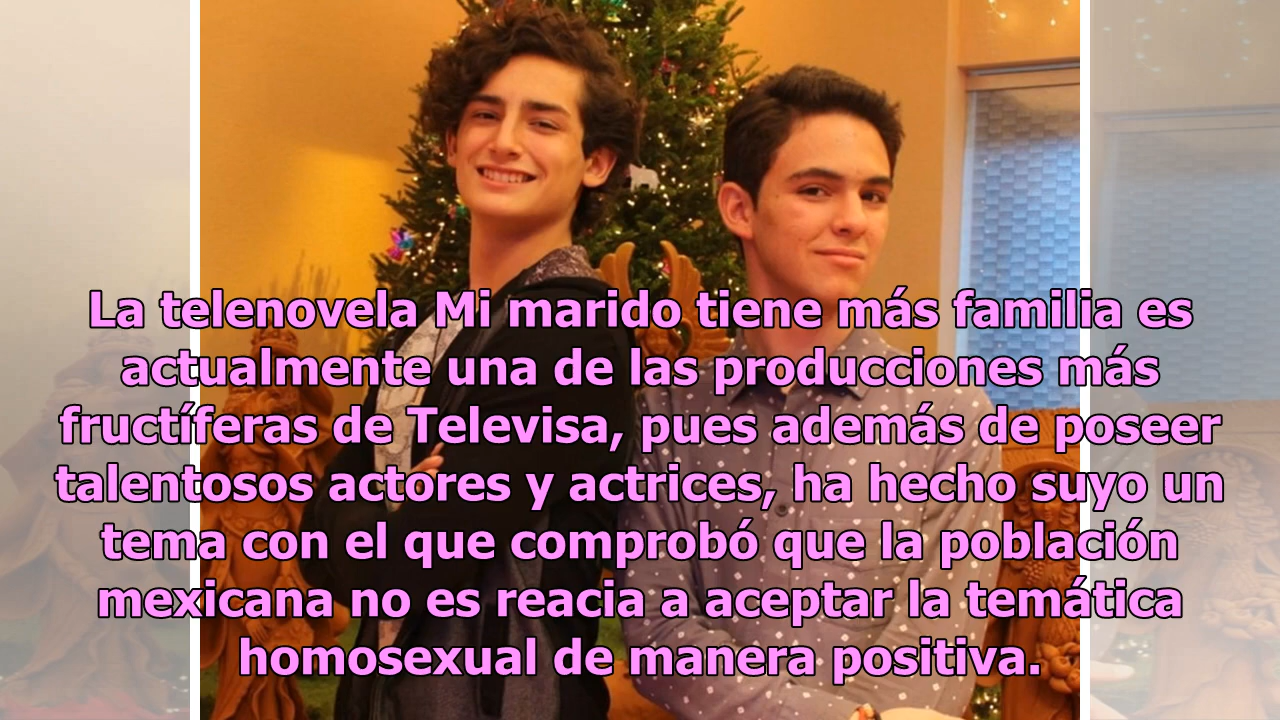 La telenovela Mi marido tiene más familia es
actualmente una de las producciones más
fructíferas de Televisa, pues además de poseer
talentosos actores y actrices, ha hecho suyo un
tema con el que comprobó que la población
mexicana no es reacia a aceptar la temática
homosexual de manera positiva.